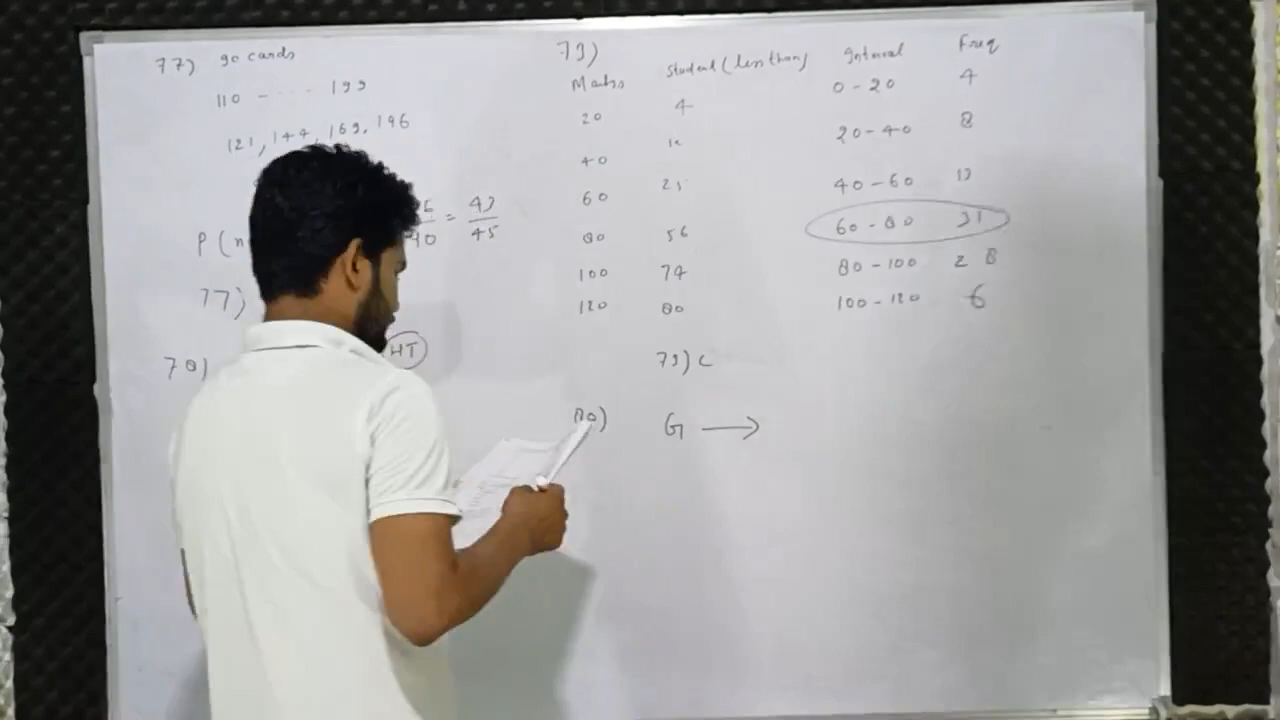 77) 90 cards
110 - ... 199
121, 144, 169, 196
P(n
= 43/45
77)
78)
HT
79)
Marks Student (less than)
20 4
40 12
60 25
80 56
100 74
120 80
Interval Freq
0 - 20 4
20 - 40 8
40 - 60 13
60 - 80 31
80 - 100 28
100 - 120 6
79) C
80) G →